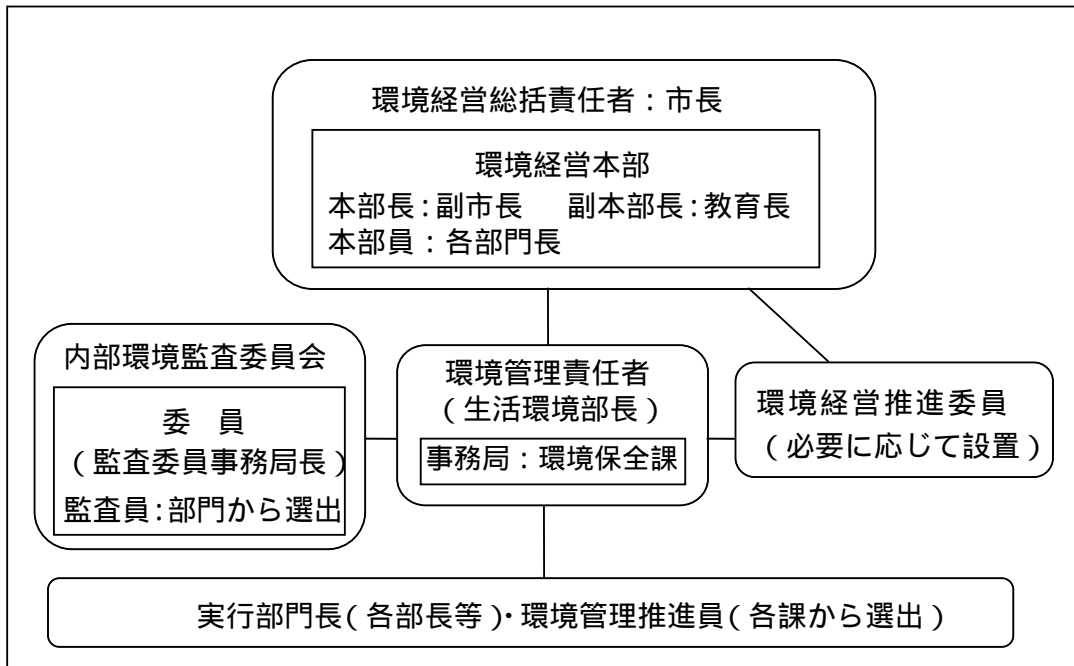 環境経営総括責任者：市長
環境経営本部
本部長：副市長　副本部長：教育長
本部員：各部門長
内部環境監査委員会
委　員
（監査委員事務局長）
監査員：部門から選出
環境管理責任者
（生活環境部長）
事務局：環境保全課
環境経営推進委員
（必要に応じて設置）
実行部門長（各部長等）・環境管理推進員（各課から選出）